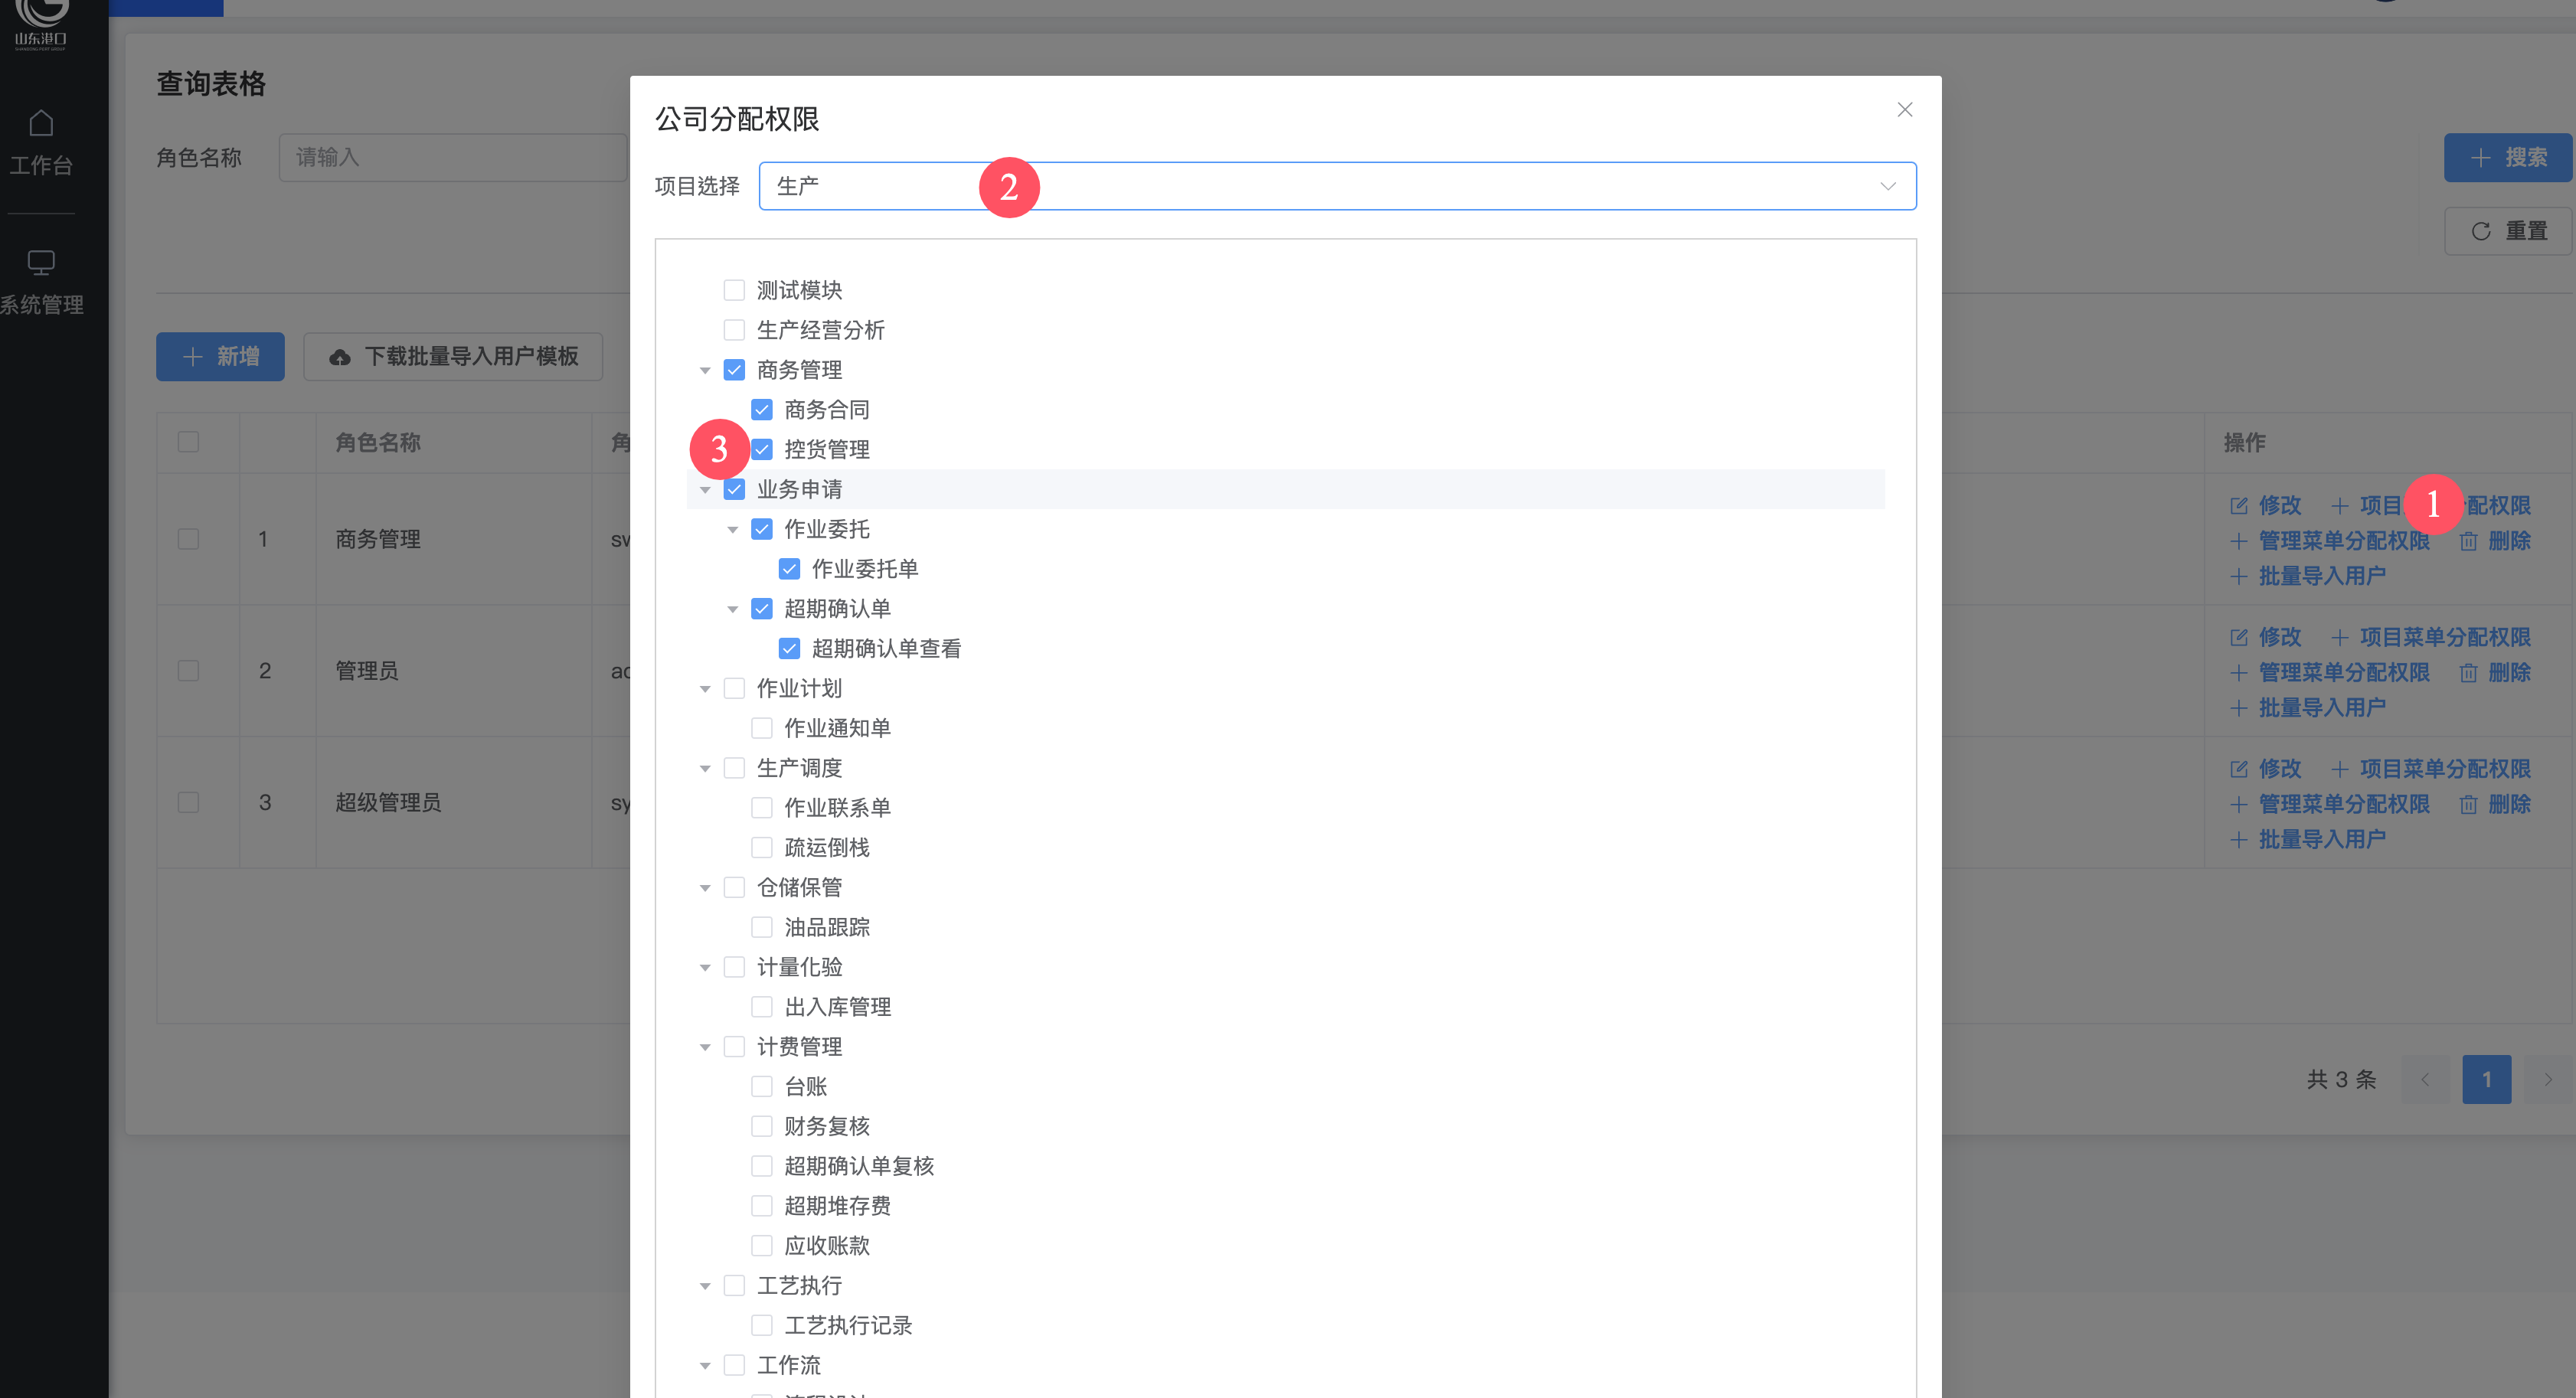 山东港口
工作台
系统管理
查询表格
角色名称
请输入
搜索
重置
新增
下载批量导入用户模板
角色名称
角
操作
1
商务管理
sw
修改
项目
1
配权限
管理菜单分配权限
删除
批量导入用户
2
管理员
ac
修改
项目菜单分配权限
管理菜单分配权限
删除
批量导入用户
3
超级管理员
sy
修改
项目菜单分配权限
管理菜单分配权限
删除
批量导入用户
共 3 条
1
公司分配权限
项目选择
生产
2
测试模块
生产经营分析
商务管理
商务合同
3
控货管理
业务申请
作业委托
作业委托单
超期确认单
超期确认单查看
作业计划
作业通知单
生产调度
作业联系单
疏运倒栈
仓储保管
油品跟踪
计量化验
出入库管理
计费管理
台账
财务复核
超期确认单复核
超期堆存费
应收账款
工艺执行
工艺执行记录
工作流